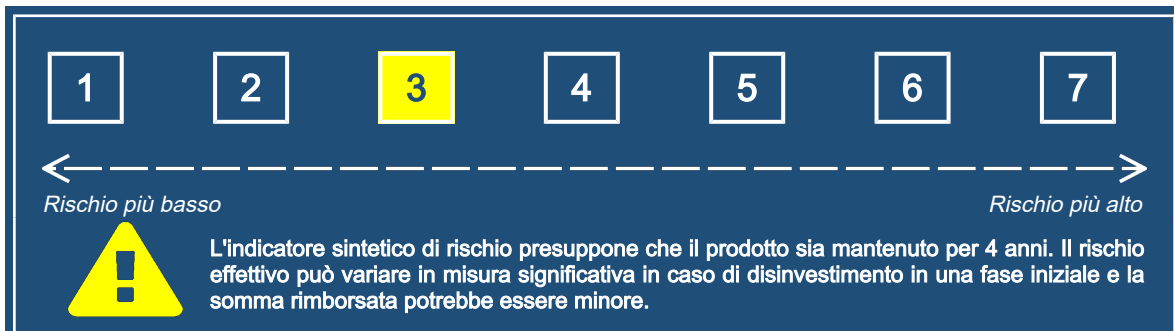 1 2 3 4 5 6 7
Rischio più basso Rischio più alto
L'indicatore sintetico di rischio presuppone che il prodotto sia mantenuto per 4 anni. Il rischio
effettivo può variare in misura significativa in caso di disinvestimento in una fase iniziale e la
somma rimborsata potrebbe essere minore.